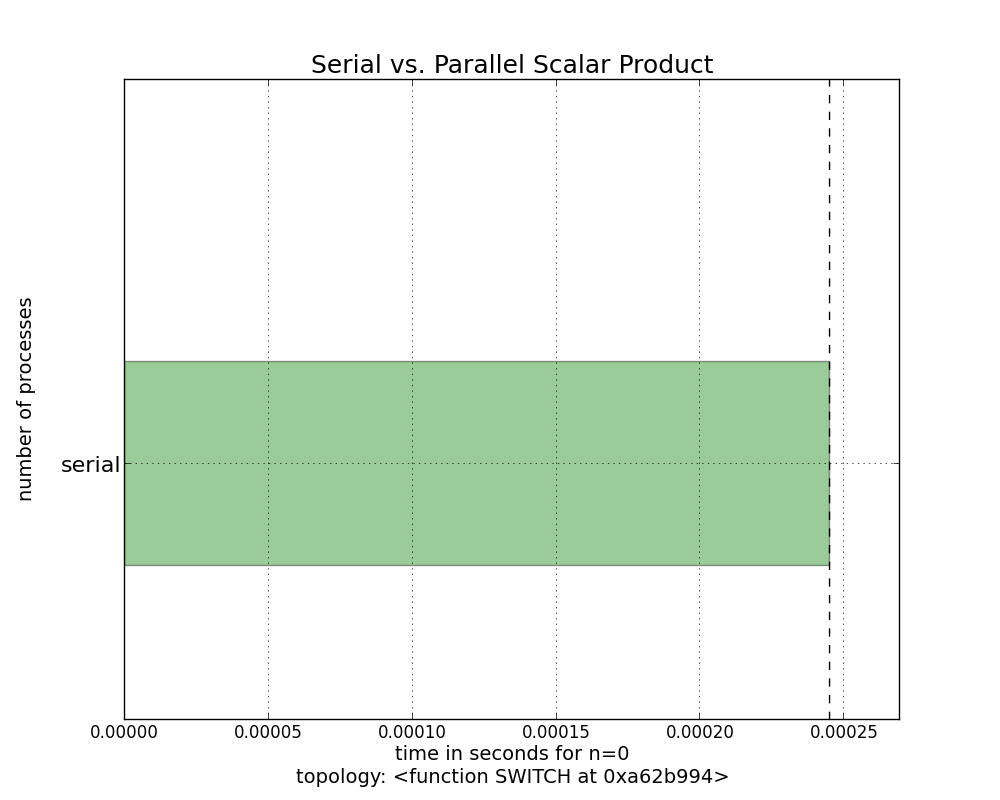 Serial vs. Parallel Scalar Product
number of processes
serial
0.00000 0.00005 0.00010 0.00015 0.00020 0.00025
time in seconds for n=0
topology: <function SWITCH at 0xa62b994>